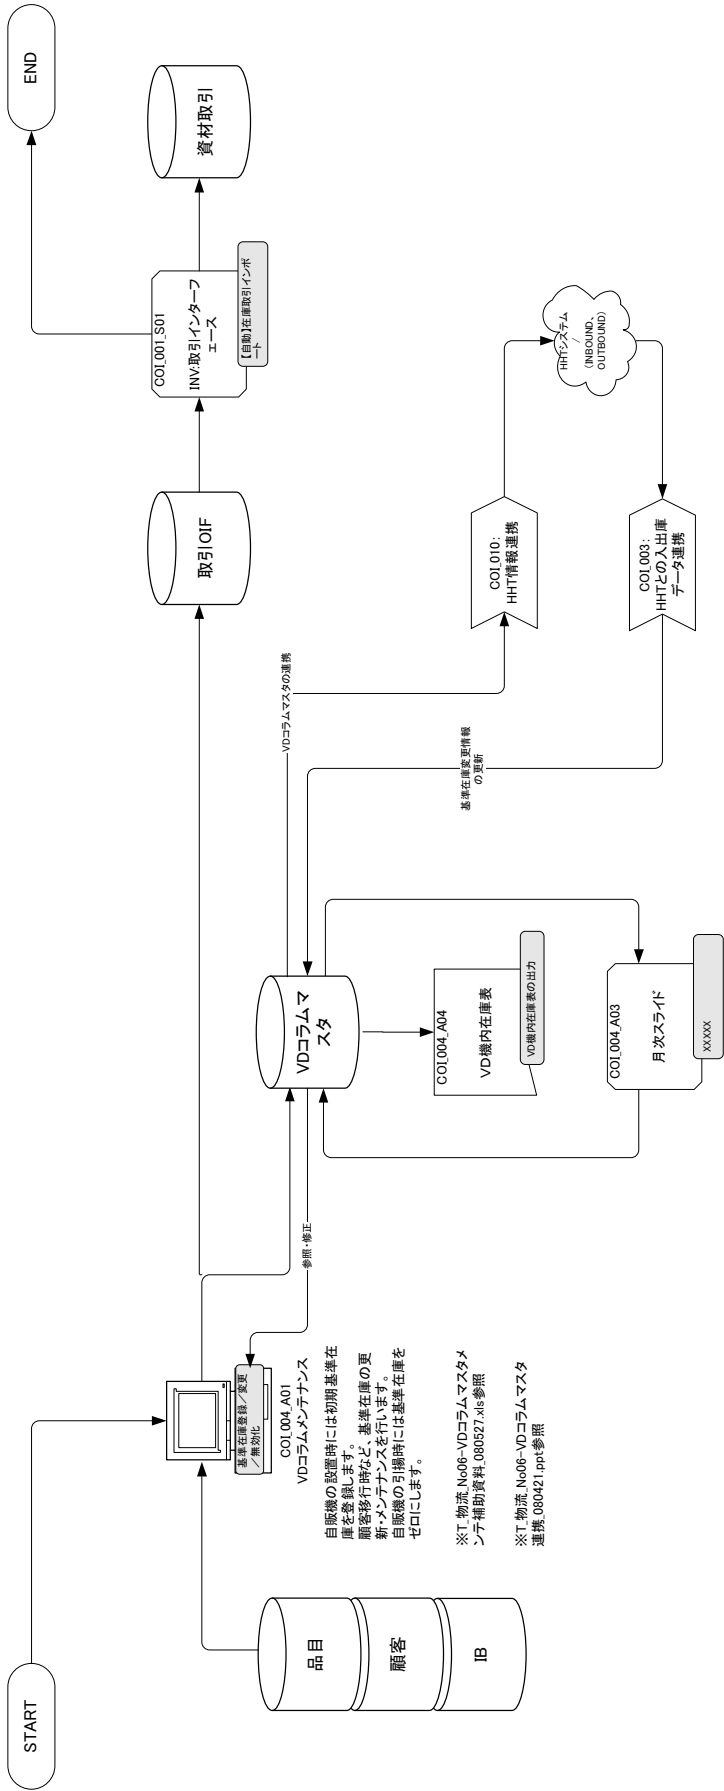 START
END
品目
顧客
IB
基準在庫登録／変更
／無効化
COI_004_A01
VDコラムメンテナンス
自販機の設置時には初期基準在
庫を登録します。
顧客移行時など、基準在庫の更
新・メンテナンスを行います。
自販機の引揚時には基準在庫を
ゼロにします。
※T_物流_No06-VDコラムマスタメ
ンテ補助資料_080527.xls参照
※T_物流_No06-VDコラムマスタ
連携_080421.ppt参照
参照・修正
VDコラムマ
スタ
COI_004_A04
VD機内在庫表
VD機内在庫表の出力
COI_004_A03
月次スライド
XXXXX
VDコラムマスタの連携
基準在庫変更情報
の更新
取引OIF
COI_001_S01
INV:取引インターフ
ェース
【自動】在庫取引インポ
ート
資材取引
COI_010：
HHT情報連携
HHTシステム
／
（INBOUND、
OUTBOUND）
COI_003：
HHTとの入出庫
データ連携